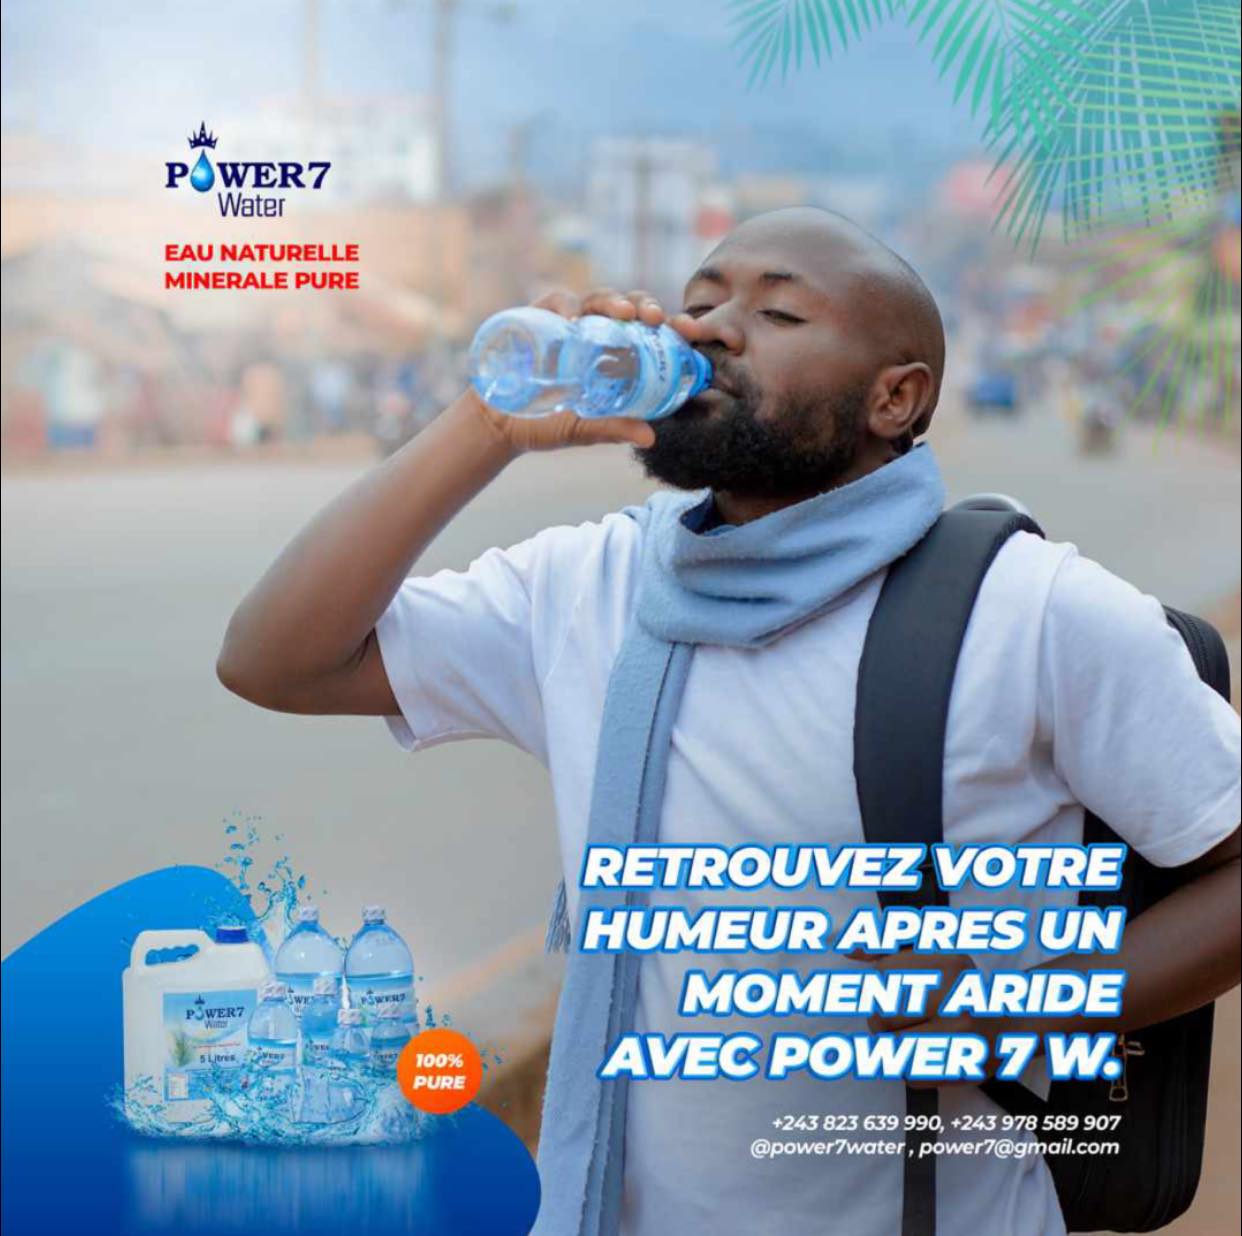 POWER7
Water
EAU NATURELLE
MINERALE PURE
RETROUVEZ VOTRE
HUMEUR APRES UN
MOMENT ARIDE
AVEC POWER 7 W.
+243 823 639 990, +243 978 589 907
@power7water , power7@gmail.com
POWER7
Water
5 Litres
POWER7
100%
PURE